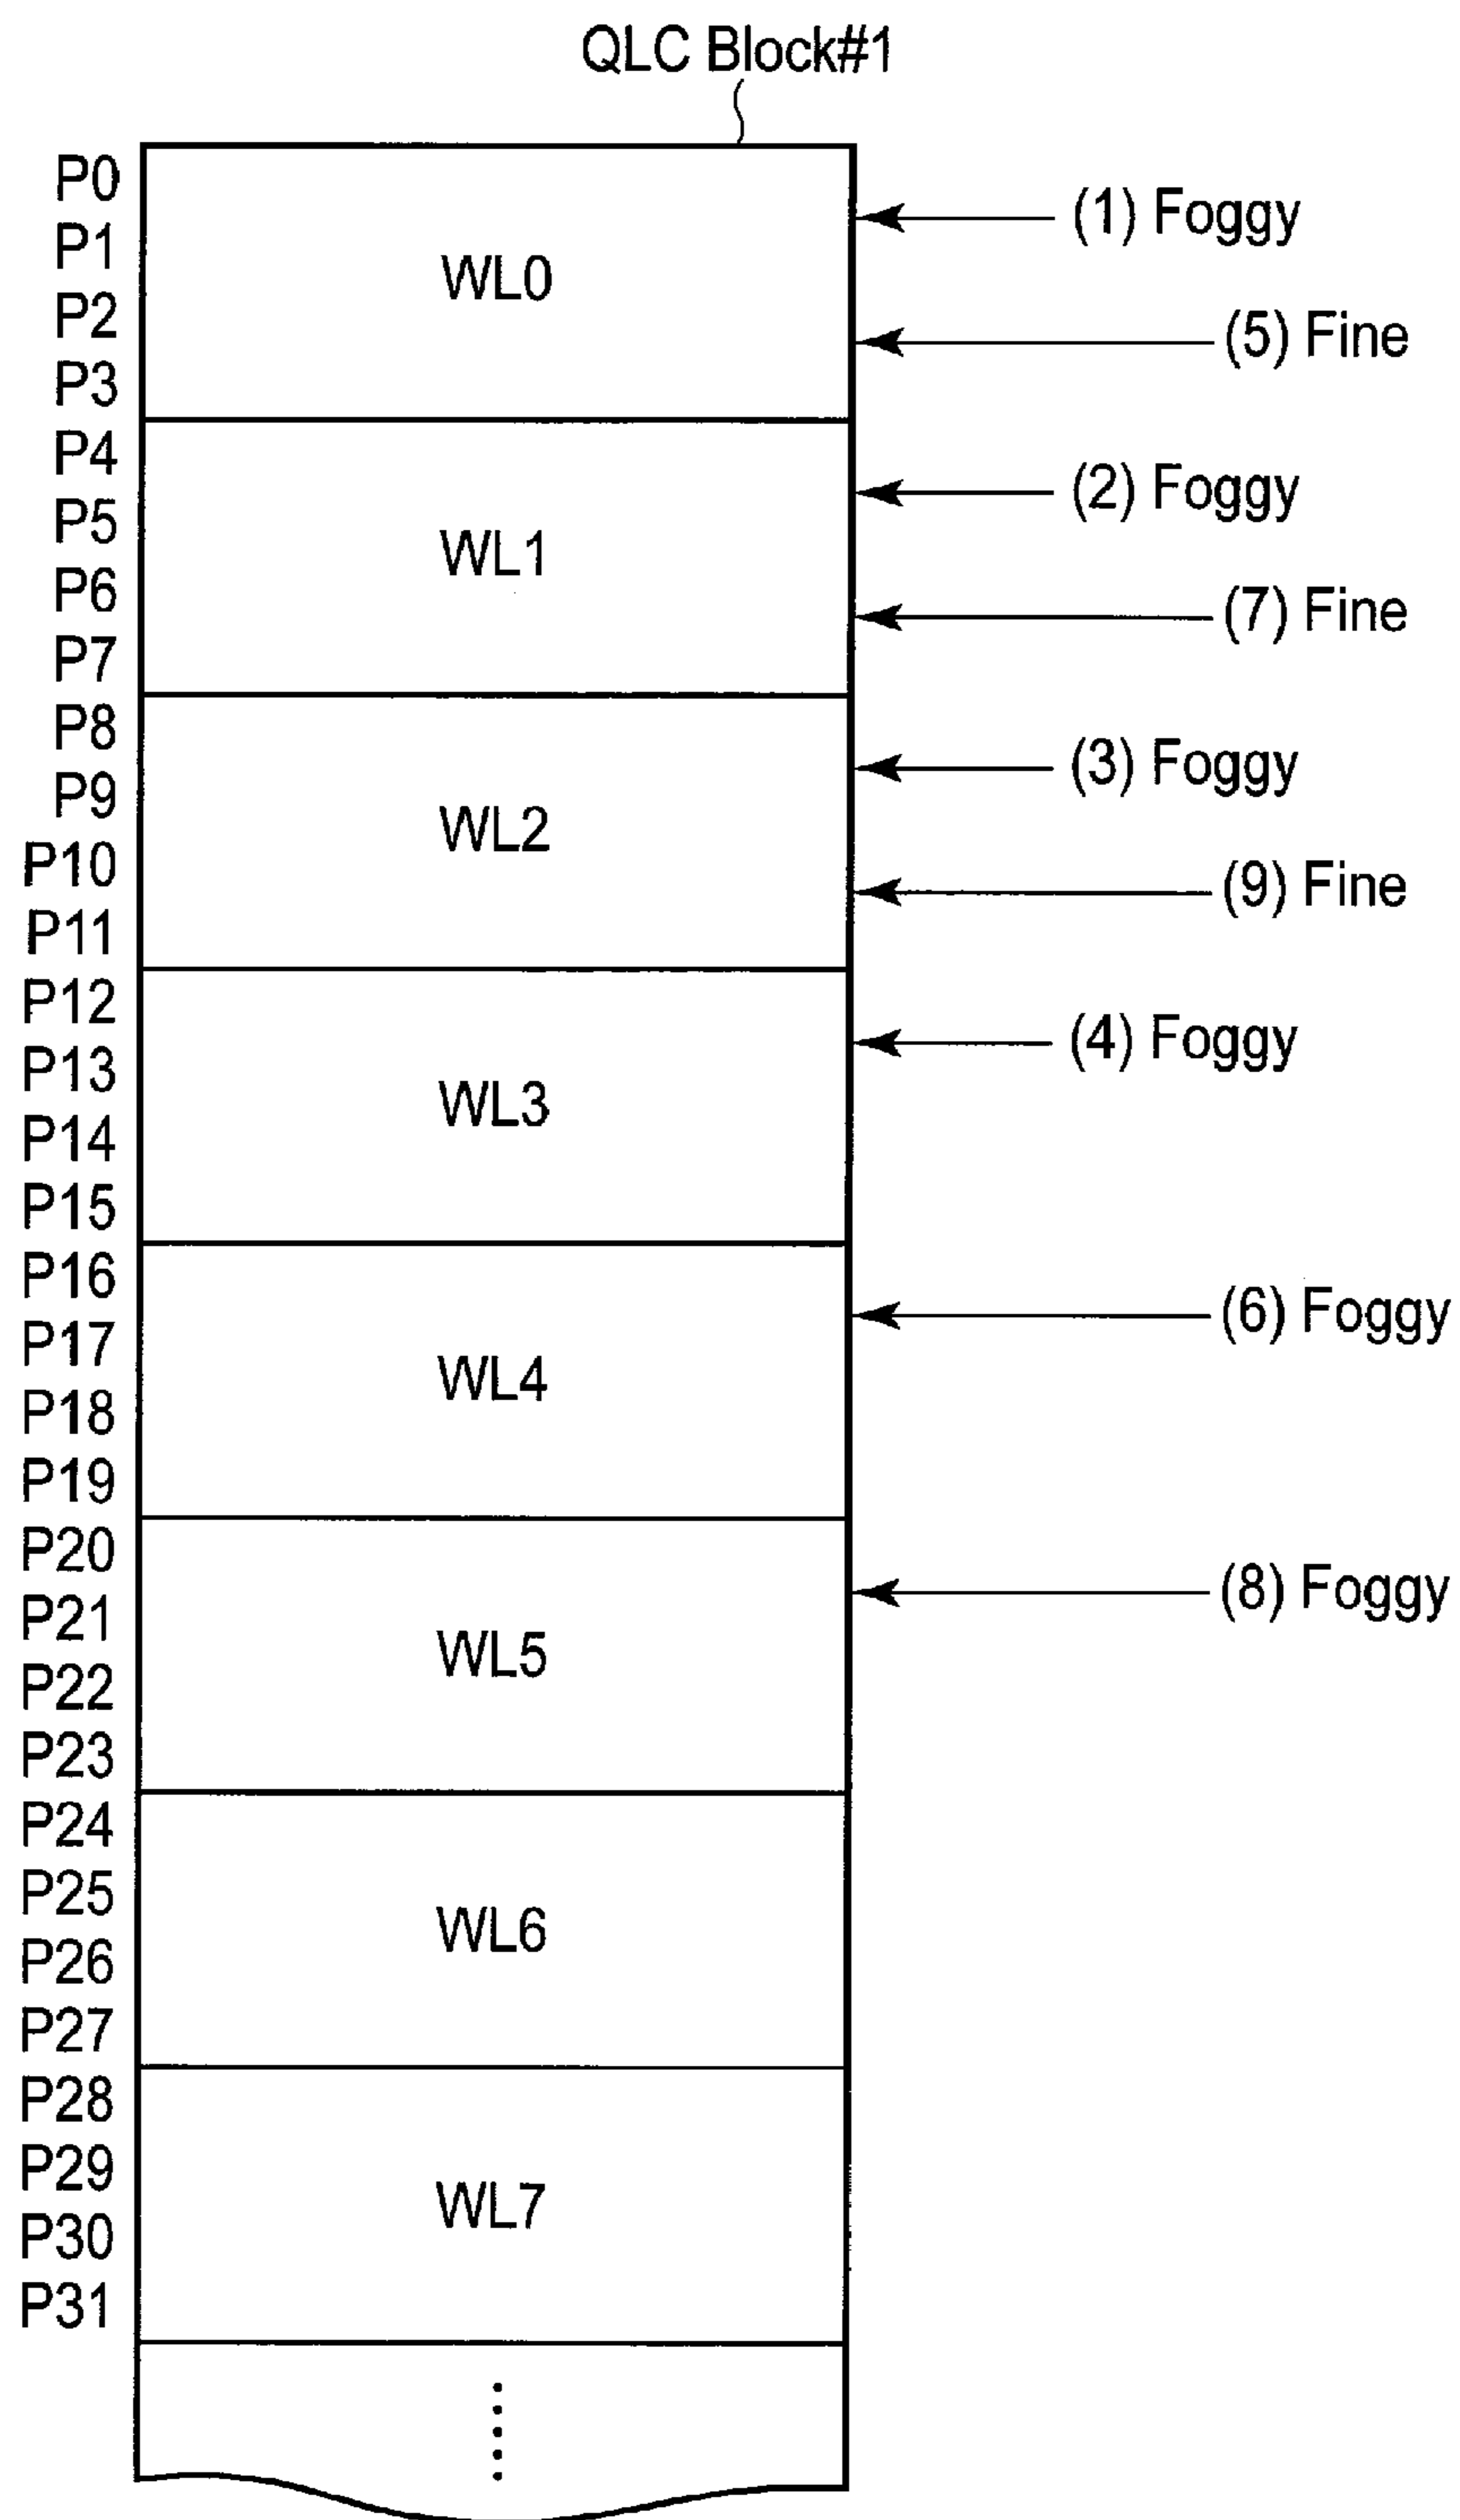 QLC Block#1
P0
(1) Foggy
P1
WL0
P2
(5) Fine
P3
P4
(2) Foggy
P5
WL1
P6
(7) Fine
P7
P8
(3) Foggy
P9
WL2
P10
(9) Fine
P11
P12
(4) Foggy
P13
WL3
P14
P15
P16
(6) Foggy
P17
WL4
P18
P19
P20
(8) Foggy
P21
WL5
P22
P23
P24
P25
WL6
P26
P27
P28
P29
WL7
P30
P31